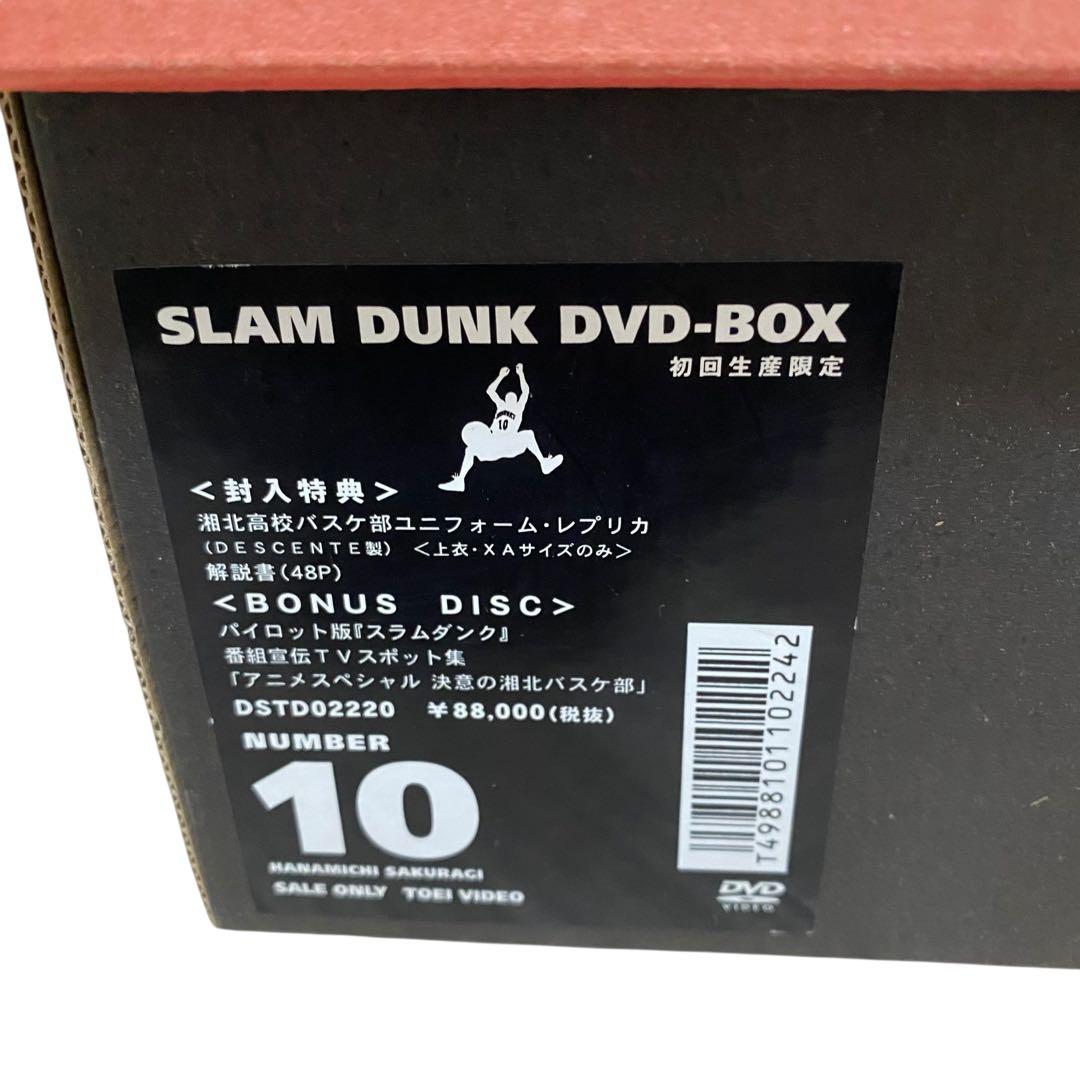 SLAM DUNK DVD-BOX
初回生産限定
10
<封入特典>
湘北高校バスケ部ユニフォーム・レプリカ
(DESCENTE製) <上衣・XAサイズのみ>
解説書(48P)
<BONUS DISC>
パイロット版『スラムダンク』
番組宣伝TVスポット集
「アニメスペシャル 決意の湘北バスケ部」
DSTD02220 ¥88,000(税抜)
NUMBER
10
HANAMICHI SAKURAGI
SALE ONLY TOEI VIDEO
T4988101102242
DVD
VIDEO